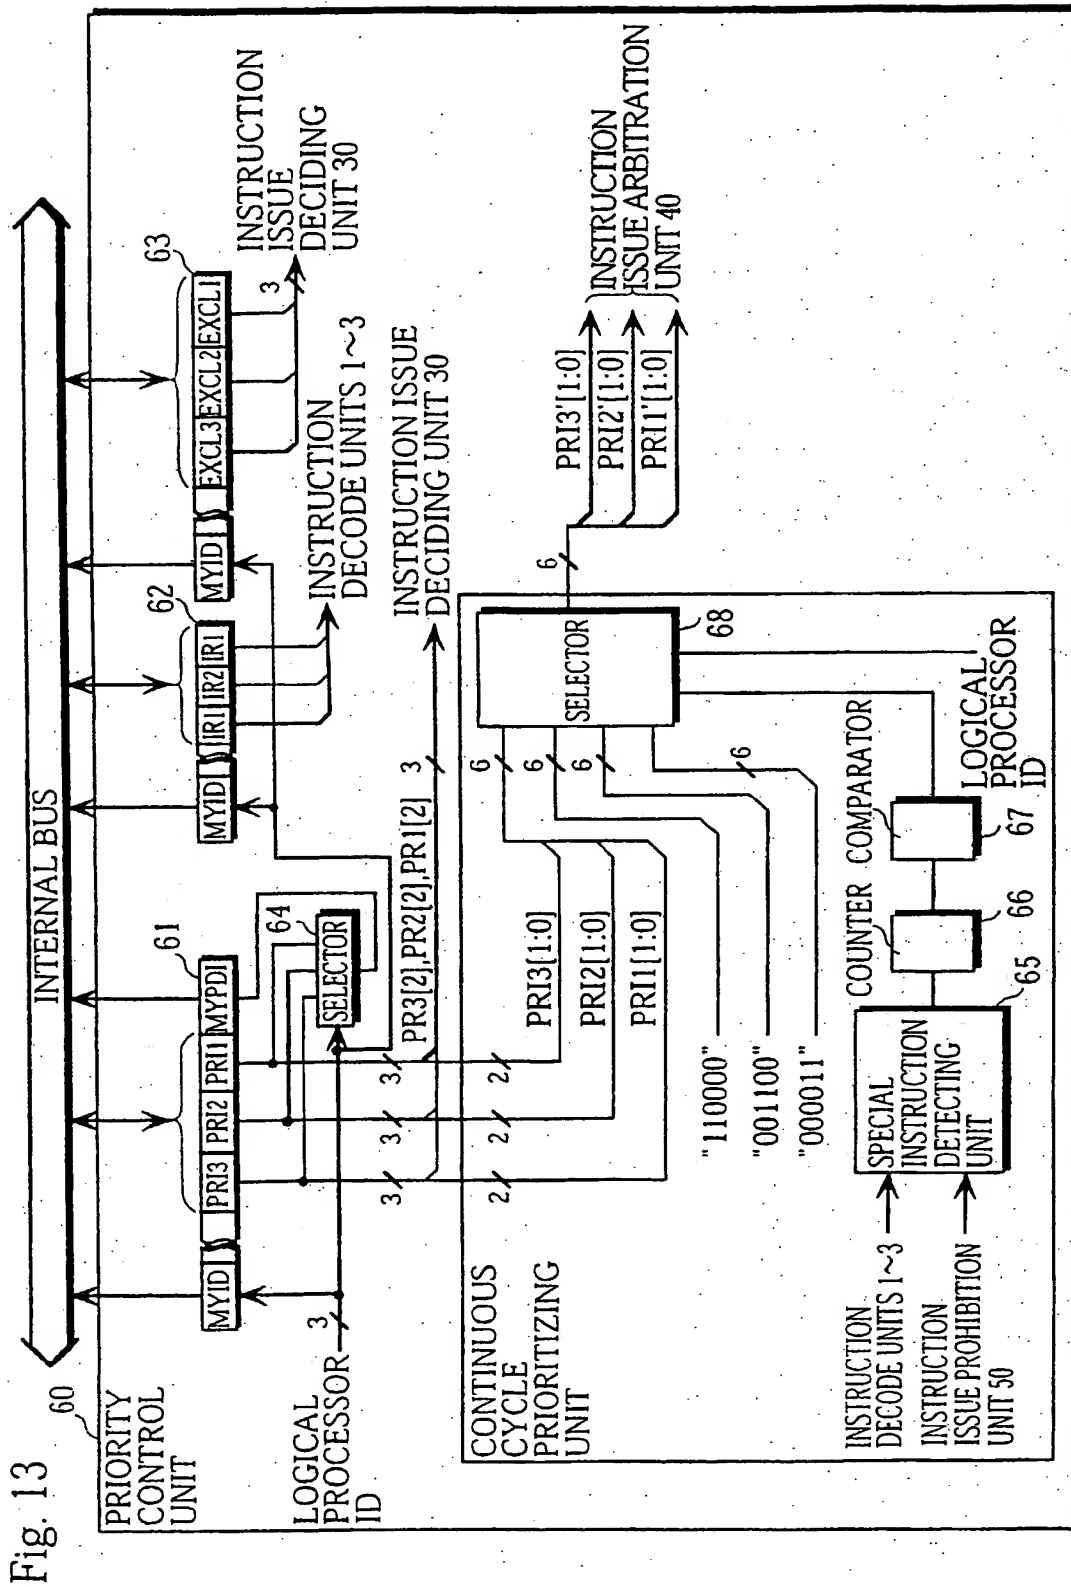 Fig. 13
60
PRIORITY
CONTROL
UNIT
INTERNAL BUS
MYID
PRI3
PRI2
PRI1
MYPDI
61
MYID
IR1
IR2
IR1
62
MYID
EXCL3
EXCL2
EXCL1
63
SELECTOR
64
LOGICAL
PROCESSOR
ID
3
3
3
3
PR3[2],PR2[2],PR1[2]
3
3
INSTRUCTION
ISSUE
DECIDING
UNIT 30
INSTRUCTION
DECODE UNITS 1~3
INSTRUCTION ISSUE
DECIDING UNIT 30
2
2
2
CONTINUOUS
CYCLE
PRIORITIZING
UNIT
PRI3[1:0]
PRI2[1:0]
PRI1[1:0]
6
6
6
6
SELECTOR
68
6
PRI3'[1:0]
PRI2'[1:0]
PRI1'[1:0]
INSTRUCTION
ISSUE ARBITRATION
UNIT 40
"110000"
"001100"
"000011"
INSTRUCTION
DECODE UNITS 1~3
INSTRUCTION
ISSUE PROHIBITION
UNIT 50
SPECIAL
INSTRUCTION
DETECTING
UNIT
65
COUNTER
66
COMPARATOR
67
LOGICAL
PROCESSOR
ID